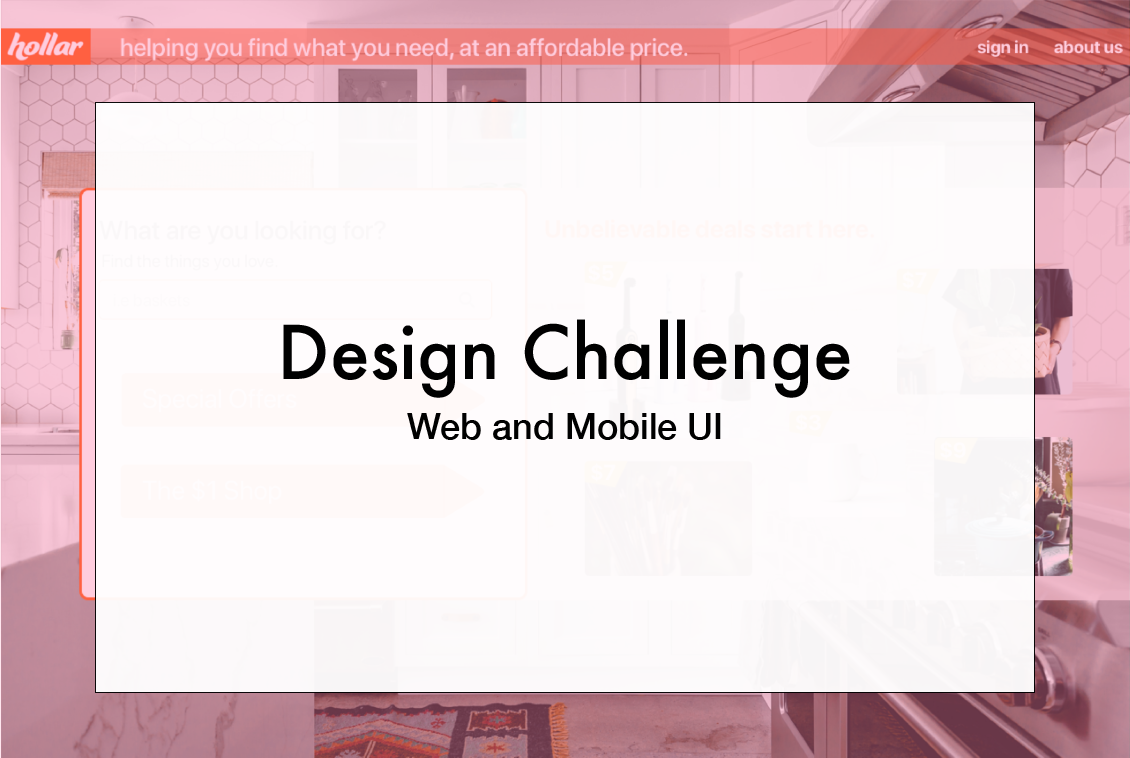 hollar
helping you find what you need, at an affordable price.
sign in
about us
What are you looking for?
Find the things you love
Unbelievable deals start here.
Design Challenge
Web and Mobile UI